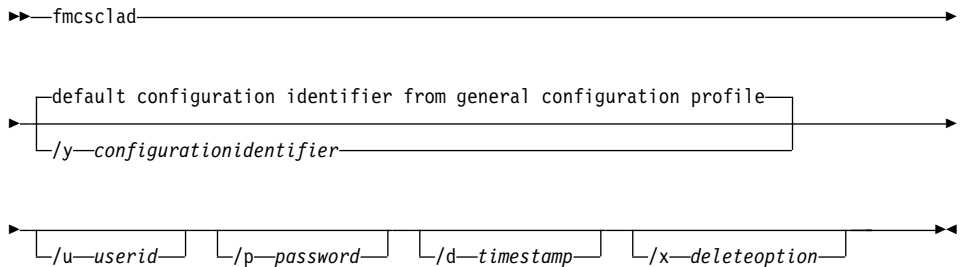 fmcsclad
default configuration identifier from general configuration profile
/y configurationidentifier
/u userid /p password /d timestamp /x deleteoption